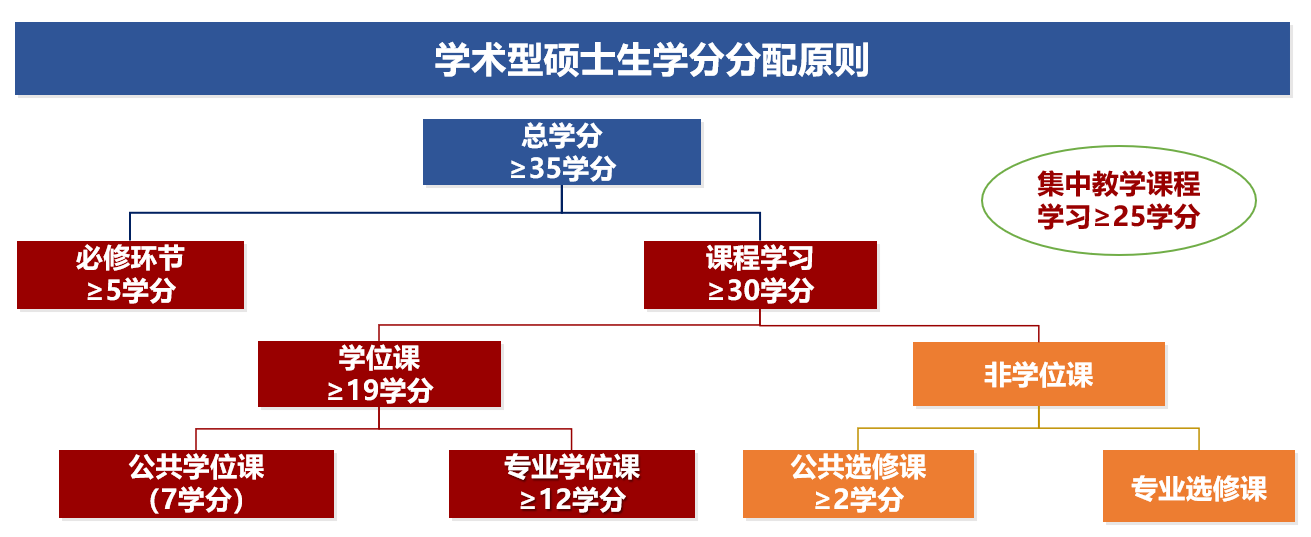 学术型硕士生学分分配原则
总学分
≥35学分
集中教学课程
学习≥25学分
必修环节
≥5学分
课程学习
≥30学分
学位课
≥19学分
非学位课
公共学位课
（7学分）
专业学位课
≥12学分
公共选修课
≥2学分
专业选修课